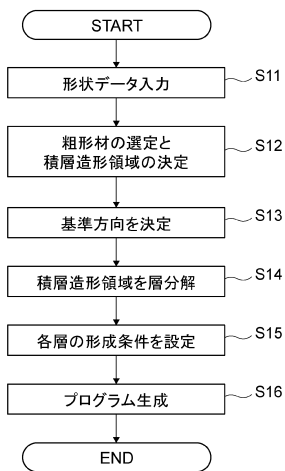 START
形状データ入力
S11
粗形材の選定と
積層造形領域の決定
S12
基準方向を決定
S13
積層造形領域を層分解
S14
各層の形成条件を設定
S15
プログラム生成
S16
END